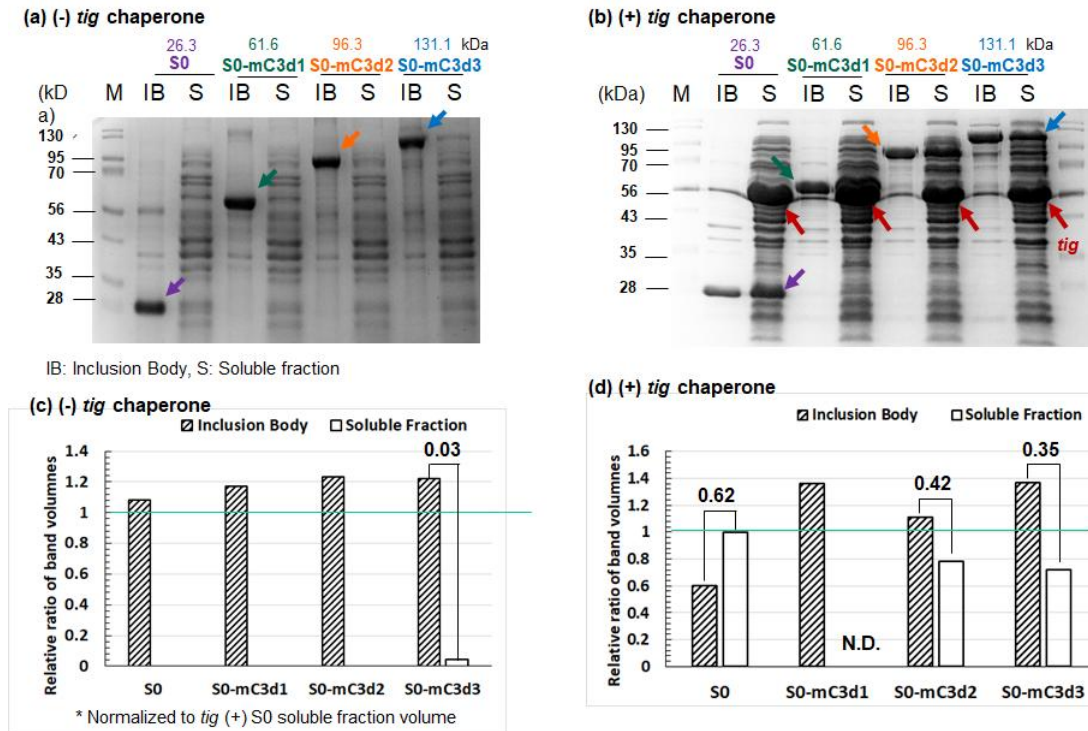 (a) (-) tig chaperone
26.3 61.6 96.3 131.1 kDa
S0 S0-mC3d1 S0-mC3d2 S0-mC3d3
(kD
a)
M IB S IB S IB S IB S
130
95
70
56
43
35
28
IB: Inclusion Body, S: Soluble fraction
(b) (+) tig chaperone
26.3 61.6 96.3 131.1 kDa
S0 S0-mC3d1 S0-mC3d2 S0-mC3d3
(kDa) M IB S IB S IB S IB S
130
95
70
56
43
35
28
tig
(c) (-) tig chaperone
Inclusion Body Soluble Fraction
0.03
Relative ratio of band volumnes
1.4
1.2
1
0.8
0.6
0.4
0.2
0
S0 S0-mC3d1 S0-mC3d2 S0-mC3d3
* Normalized to tig (+) S0 soluble fraction volume
(d) (+) tig chaperone
Inclusion Body Soluble Fraction
0.62 0.42 0.35
N.D.
Relative ratio of band volumnes
1.6
1.4
1.2
1
0.8
0.6
0.4
0.2
0
S0 S0-mC3d1 S0-mC3d2 S0-mC3d3